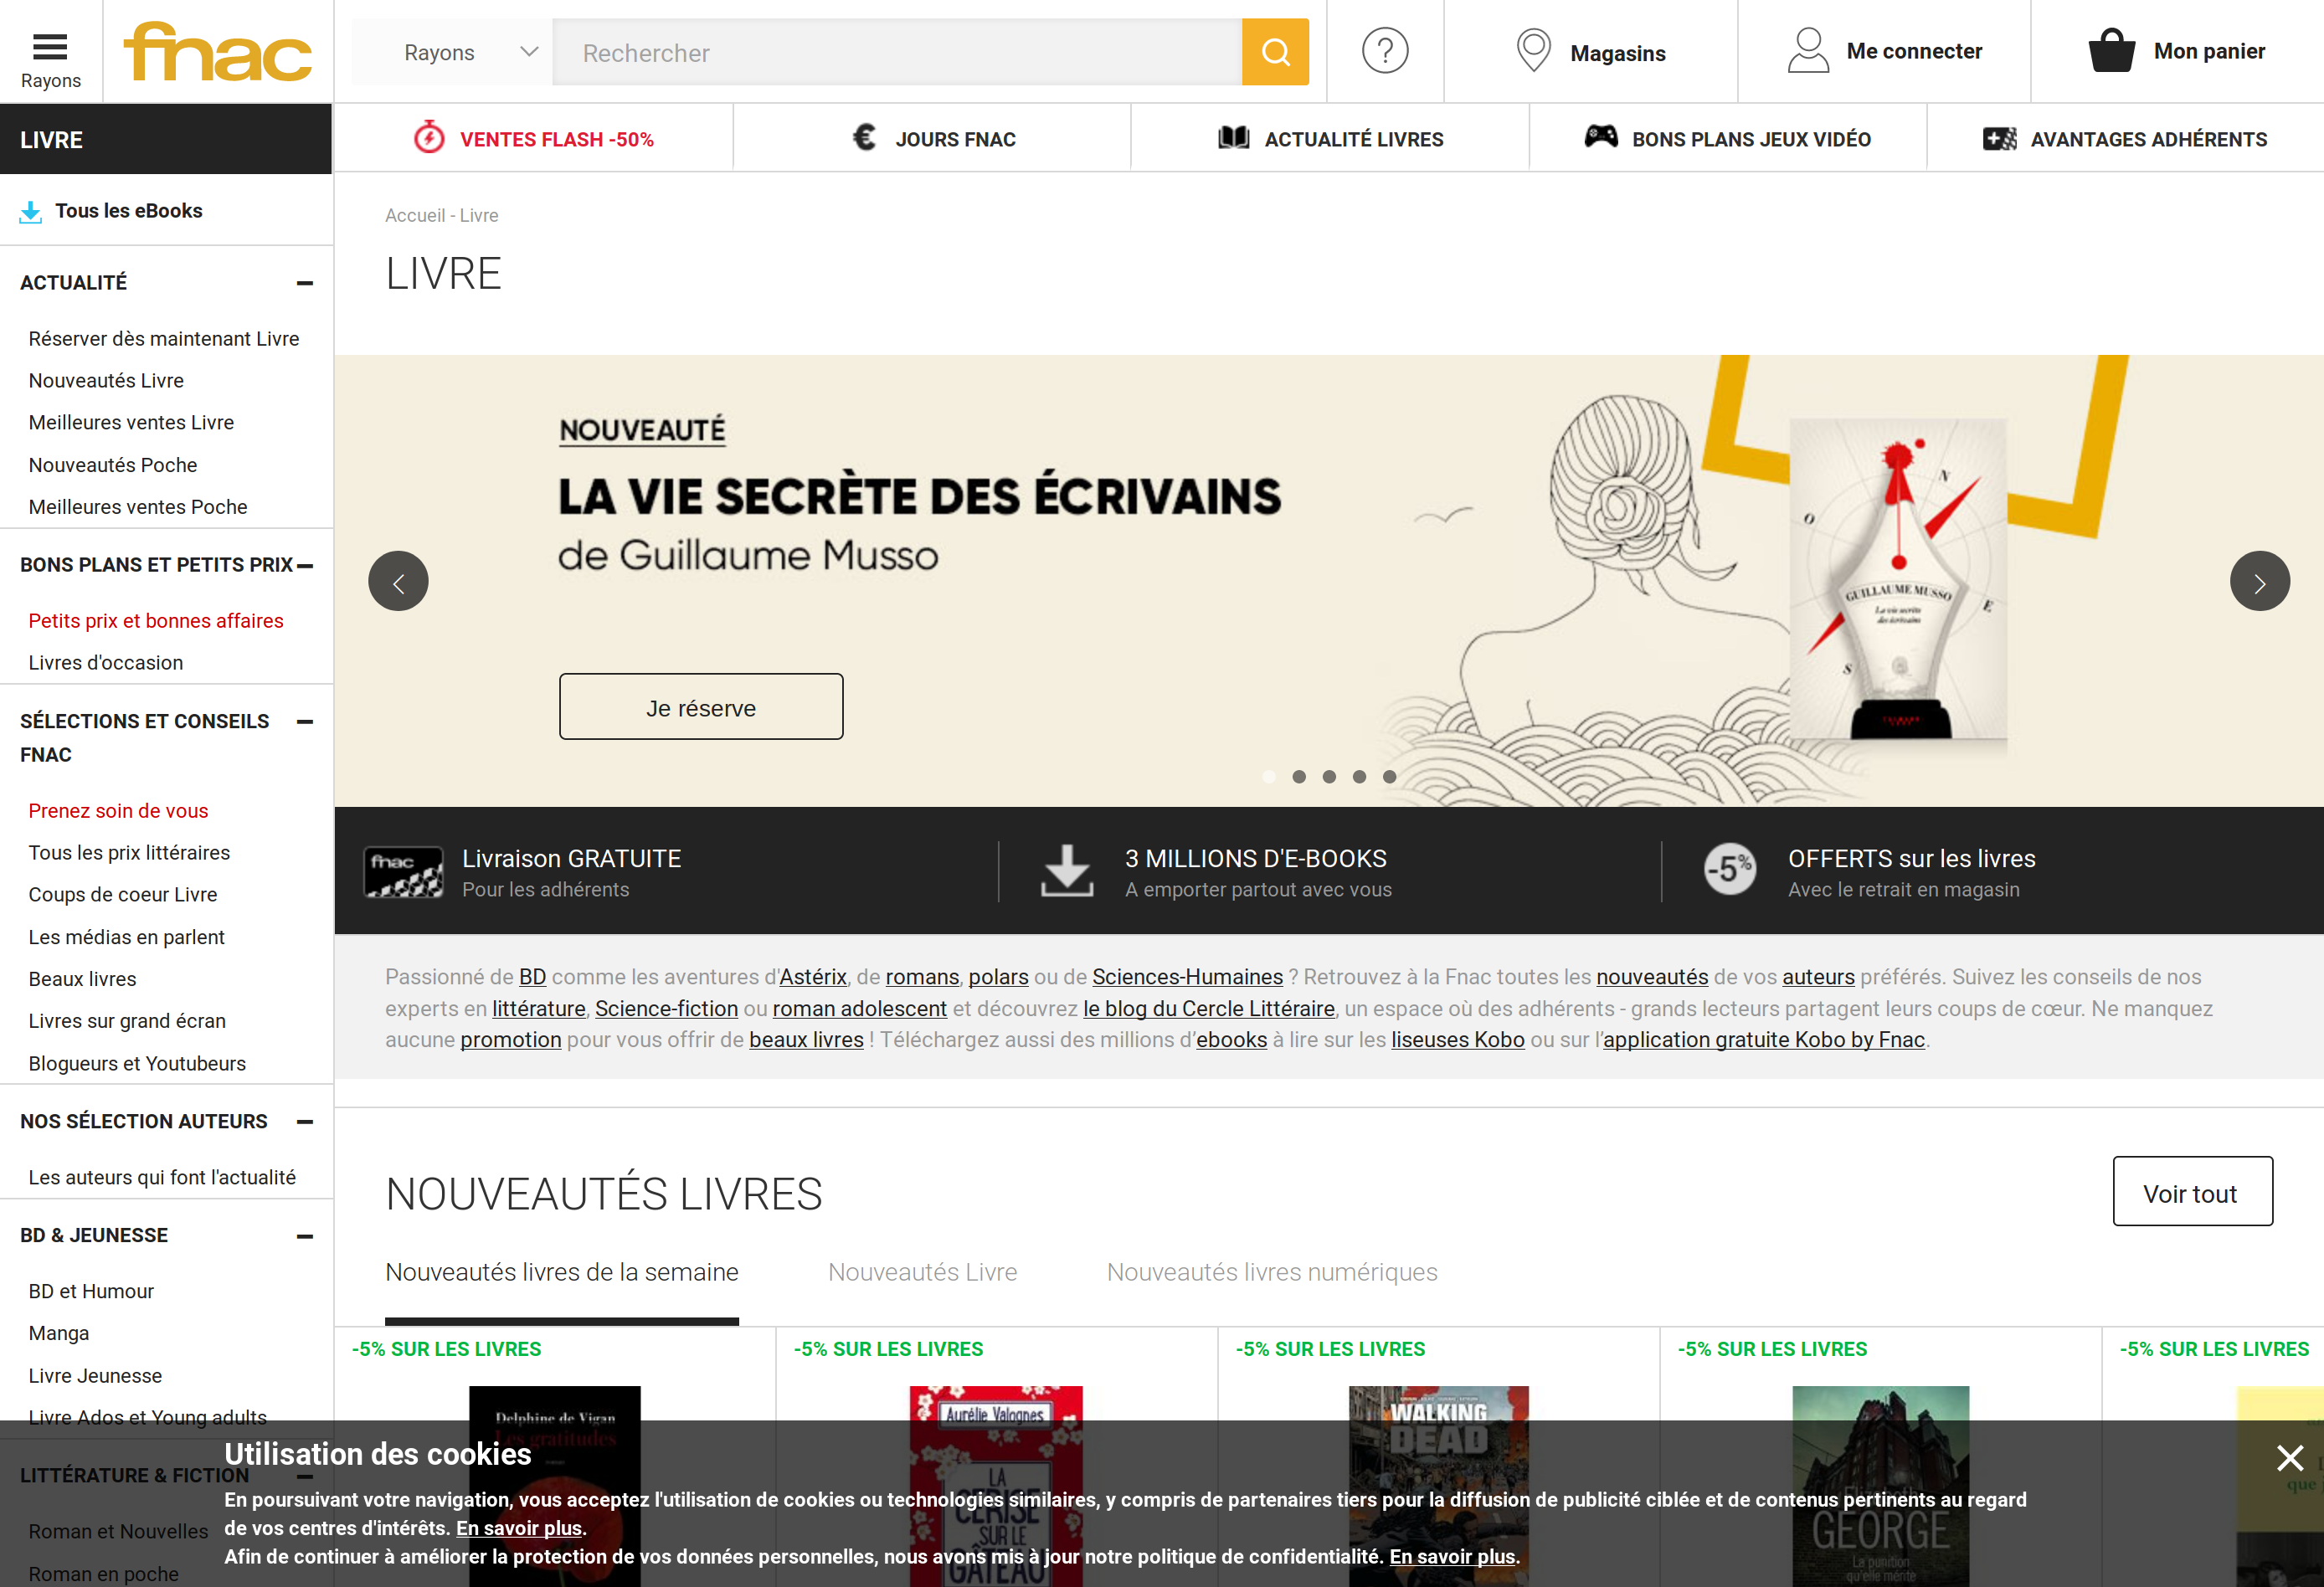 Rayons
fnac
Rayons
Rechercher
?
Magasins
Me connecter
Mon panier
LIVRE
VENTES FLASH -50%
€
JOURS FNAC
ACTUALITÉ LIVRES
BONS PLANS JEUX VIDÉO
AVANTAGES ADHÉRENTS
Tous les eBooks
ACTUALITÉ
Réserver dès maintenant Livre
Nouveautés Livre
Meilleures ventes Livre
Nouveautés Poche
Meilleures ventes Poche
BONS PLANS ET PETITS PRIX
Petits prix et bonnes affaires
Livres d'occasion
SÉLECTIONS ET CONSEILS
FNAC
Prenez soin de vous
Tous les prix littéraires
Coups de coeur Livre
Les médias en parlent
Beaux livres
Livres sur grand écran
Blogueurs et Youtubeurs
NOS SÉLECTION AUTEURS
Les auteurs qui font l'actualité
BD & JEUNESSE
BD et Humour
Manga
Livre Jeunesse
Livre Ados et Young adults
LITTÉRATURE & FICTION
Roman et Nouvelles
Roman en poche
Accueil - Livre
LIVRE
NOUVEAUTÉ
LA VIE SECRÈTE DES ÉCRIVAINS
de Guillaume Musso
Je réserve
N
O
E
S
GUILLAUME MUSSO
La vie secrète
des écrivains
fnac
Livraison GRATUITE
Pour les adhérents
3 MILLIONS D'E-BOOKS
A emporter partout avec vous
-5%
OFFERTS sur les livres
Avec le retrait en magasin
Passionné de BD comme les aventures d'Astérix, de romans, polars ou de Sciences-Humaines ? Retrouvez à la Fnac toutes les nouveautés de vos auteurs préférés. Suivez les conseils de nos
experts en littérature, Science-fiction ou roman adolescent et découvrez le blog du Cercle Littéraire, un espace où des adhérents - grands lecteurs partagent leurs coups de cœur. Ne manquez
aucune promotion pour vous offrir de beaux livres ! Téléchargez aussi des millions d’ebooks à lire sur les liseuses Kobo ou sur l’application gratuite Kobo by Fnac.
NOUVEAUTÉS LIVRES
Voir tout
Nouveautés livres de la semaine
Nouveautés Livre
Nouveautés livres numériques
-5% SUR LES LIVRES
-5% SUR LES LIVRES
-5% SUR LES LIVRES
-5% SUR LES LIVRES
-5% SUR LES LIVRES
Delphine de Vigan
Les gratitudes
Aurélie Valognes
LA
CERISE
SUR LE
GÂTEAU
WALKING
DEAD
GEORGE
La punition
qu'elle mérite
que j
Utilisation des cookies
En poursuivant votre navigation, vous acceptez l'utilisation de cookies ou technologies similaires, y compris de partenaires tiers pour la diffusion de publicité ciblée et de contenus pertinents au regard
de vos centres d'intérêts. En savoir plus.
Afin de continuer à améliorer la protection de vos données personnelles, nous avons mis à jour notre politique de confidentialité. En savoir plus.